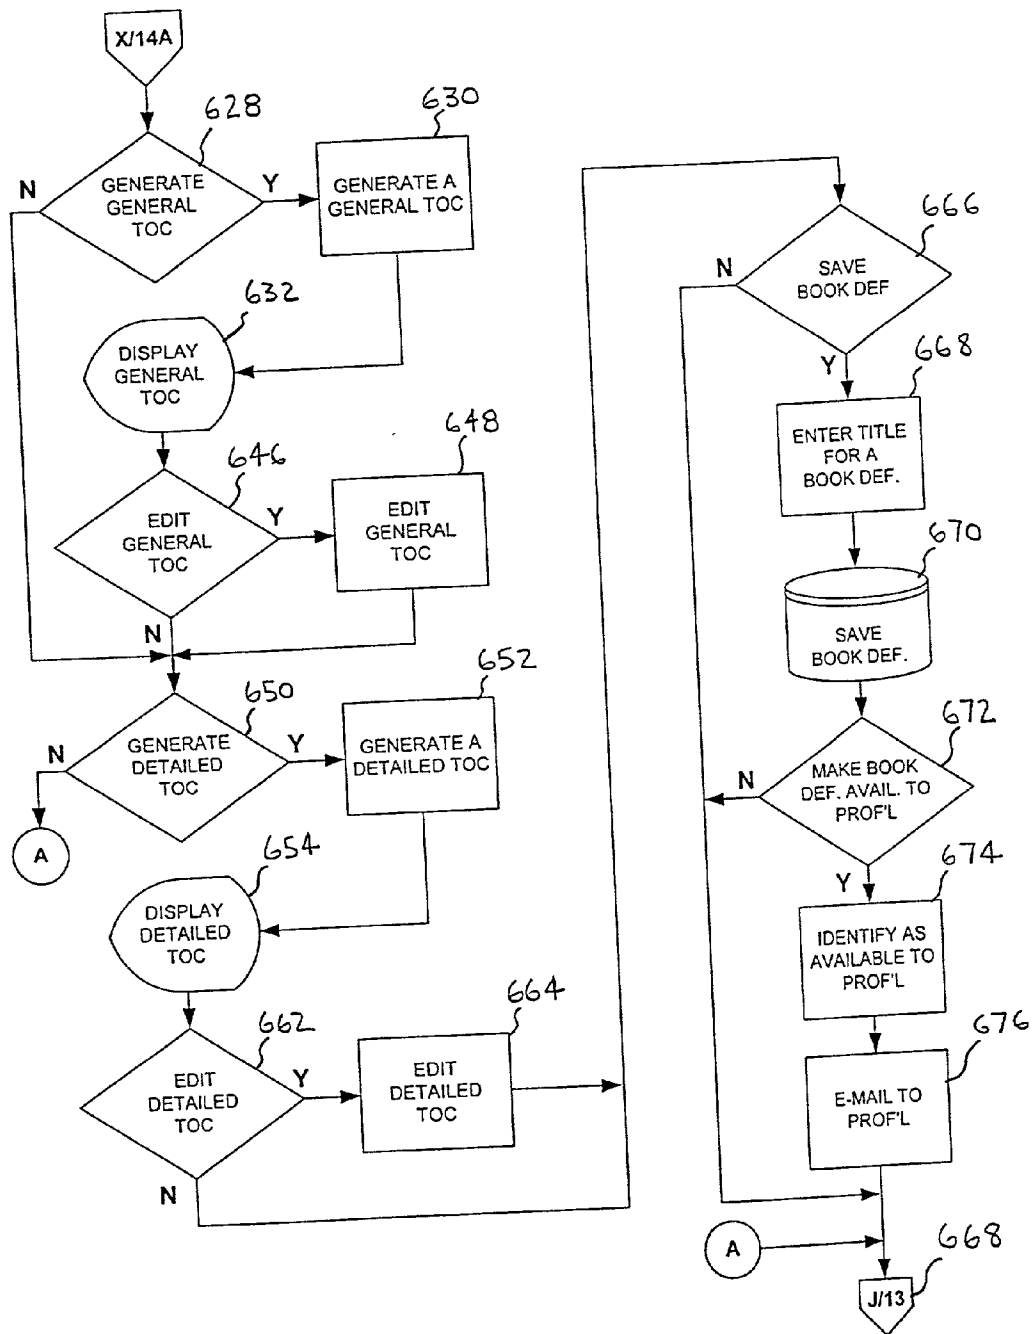 X/14A
628
630
N
GENERATE
GENERAL
TOC
Y
GENERATE A
GENERAL TOC
632
DISPLAY
GENERAL
TOC
646
648
EDIT
GENERAL
TOC
Y
EDIT
GENERAL
TOC
N
650
652
N
GENERATE
DETAILED
TOC
Y
GENERATE A
DETAILED TOC
A
654
DISPLAY
DETAILED
TOC
662
664
EDIT
DETAILED
TOC
Y
EDIT
DETAILED
TOC
N
666
N
SAVE
BOOK DEF
Y
668
ENTER TITLE
FOR A
BOOK DEF.
670
SAVE
BOOK DEF.
672
N
MAKE BOOK
DEF. AVAIL. TO
PROF'L
674
Y
IDENTIFY AS
AVAILABLE TO
PROF'L
676
E-MAIL TO
PROF'L
A
668
J/13